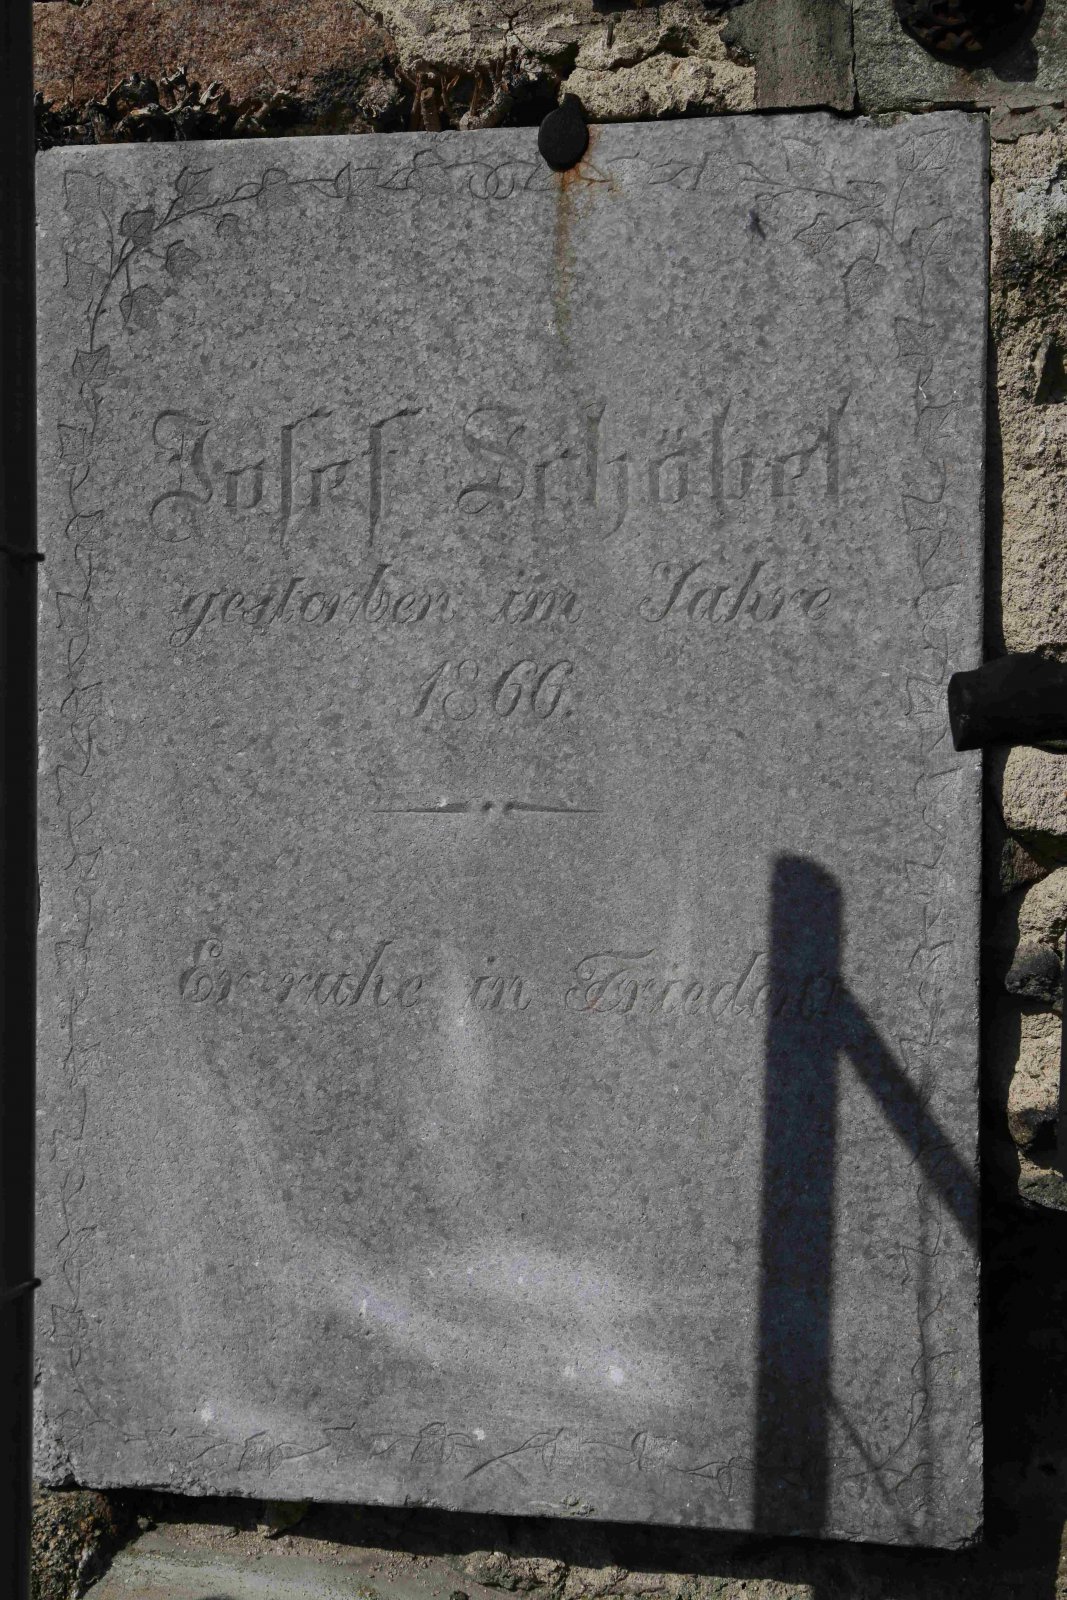 Josef Schöbel
gestorben im Jahre
1866.
Er ruhe in Frieden!